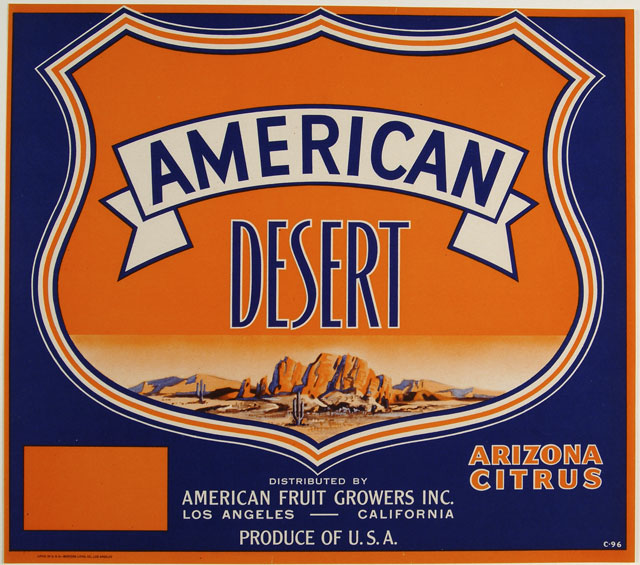 AMERICAN
DESERT
ARIZONA
CITRUS
DISTRIBUTED BY
AMERICAN FRUIT GROWERS INC.
LOS ANGELES — CALIFORNIA
PRODUCE OF U.S.A.
C-96